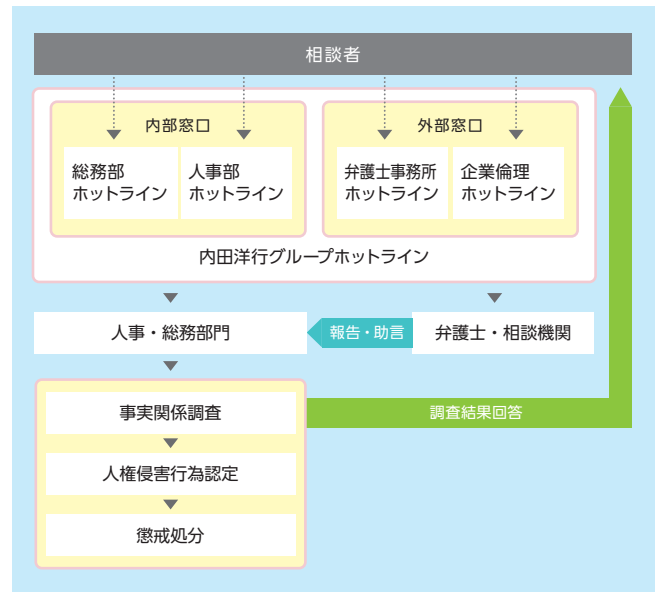 相談者
内部窓口
外部窓口
総務部
ホットライン
人事部
ホットライン
弁護士事務所
ホットライン
企業倫理
ホットライン
内田洋行グループホットライン
人事・総務部門
報告・助言
弁護士・相談機関
事実関係調査
調査結果回答
人権侵害行為認定
懲戒処分